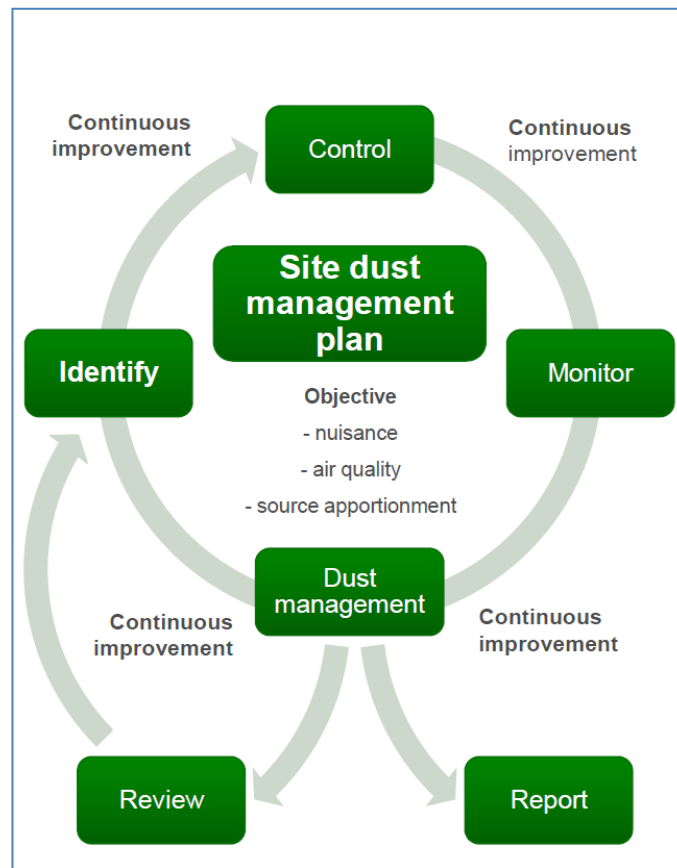 Continuous
improvement
Control
Continuous
improvement
Site dust
management
plan
Identify
Monitor
Objective
- nuisance
- air quality
- source apportionment
Dust
management
Continuous
improvement
Continuous
improvement
Review
Report